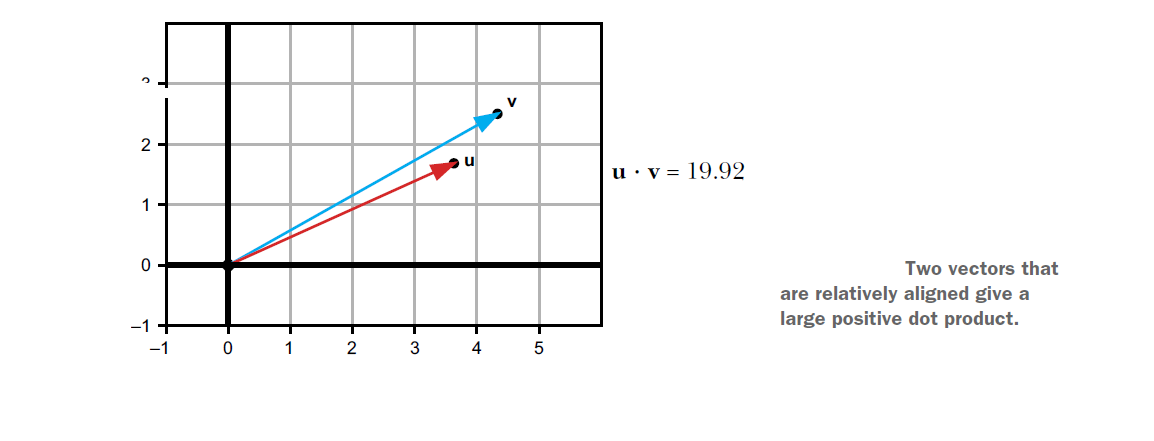 v
2
u
u · v = 19.92
1
0
Two vectors that
are relatively aligned give a
large positive dot product.
–1
–1 0 1 2 3 4 5